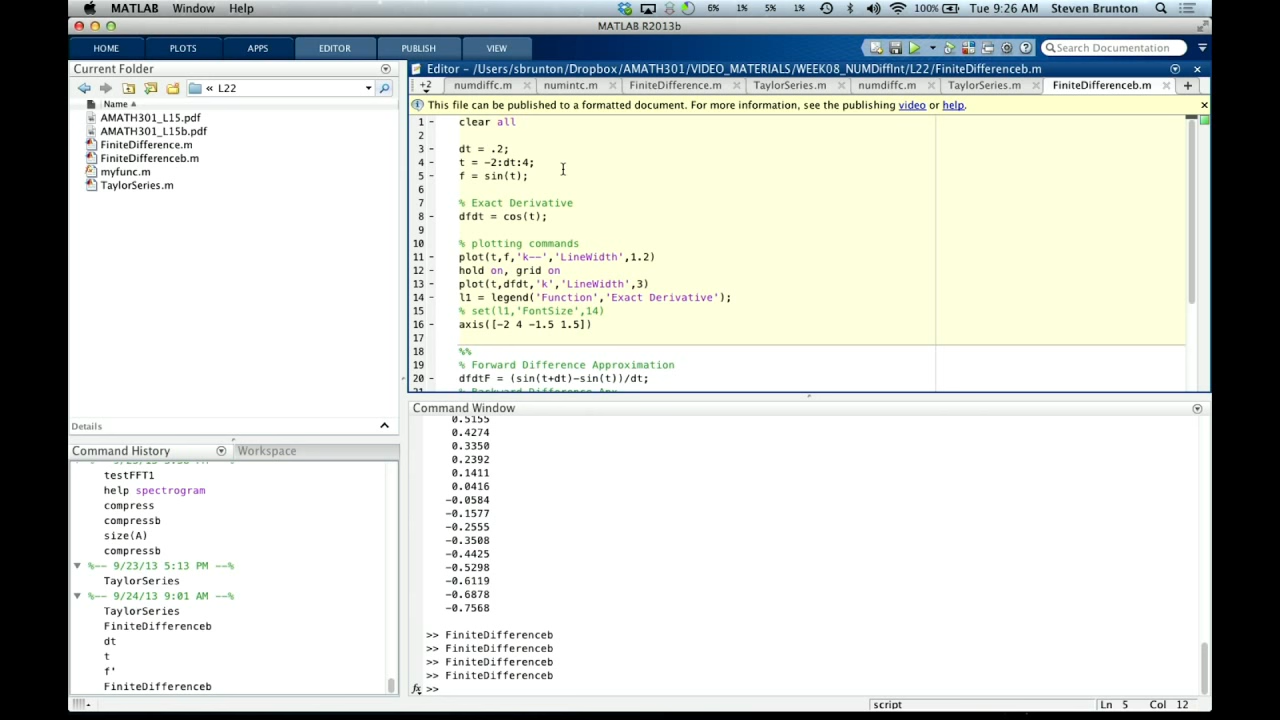 MATLAB Window Help 6% 1% 5% 1% 100% Tue 9:26 AM Steven Brunton
MATLAB R2013b
HOME PLOTS APPS EDITOR PUBLISH VIEW Search Documentation
Current Folder
« L22
Name
AMATH301_L15.pdf
AMATH301_L15b.pdf
FiniteDifference.m
FiniteDifferenceb.m
myfunc.m
TaylorSeries.m
Details
Command History Workspace
testFFT1
help spectrogram
compress
compressb
size(A)
compressb
%-- 9/23/13 5:13 PM --%
TaylorSeries
%-- 9/24/13 9:01 AM --%
TaylorSeries
FiniteDifferenceb
dt
t
f'
FiniteDifferenceb
Editor - /Users/sbrunton/Dropbox/AMATH301/VIDEO_MATERIALS/WEEK08_NUMDiffInt/L22/FiniteDifferenceb.m
+2 numdiffc.m numintc.m FiniteDifference.m TaylorSeries.m numdiffc.m TaylorSeries.m FiniteDifferenceb.m
This file can be published to a formatted document. For more information, see the publishing video or help.
1 - clear all
2
3 - dt = .2;
4 - t = -2:dt:4;
5 - f = sin(t);
6
7 % Exact Derivative
8 - dfdt = cos(t);
9
10 % plotting commands
11 - plot(t,f,'k--','LineWidth',1.2)
12 - hold on, grid on
13 - plot(t,dfdt,'k','LineWidth',3)
14 - l1 = legend('Function','Exact Derivative');
15 % set(l1,'FontSize',14)
16 - axis([-2 4 -1.5 1.5])
17
18 %%
19 % Forward Difference Approximation
20 - dfdtF = (sin(t+dt)-sin(t))/dt;
Command Window
0.5155
0.4274
0.3350
0.2392
0.1411
0.0416
-0.0584
-0.1577
-0.2555
-0.3508
-0.4425
-0.5298
-0.6119
-0.6878
-0.7568
>> FiniteDifferenceb
>> FiniteDifferenceb
>> FiniteDifferenceb
>> FiniteDifferenceb
fx >>
script Ln 5 Col 12